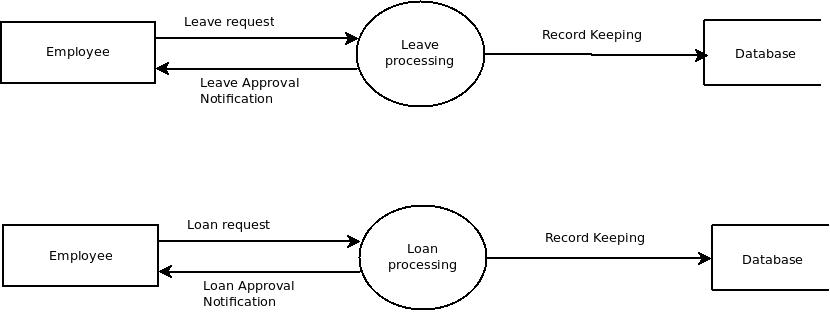 Leave request
Employee
Leave
processing
Record Keeping
Database
Leave Approval
Notification
Loan request
Employee
Loan
processing
Record Keeping
Database
Loan Approval
Notification